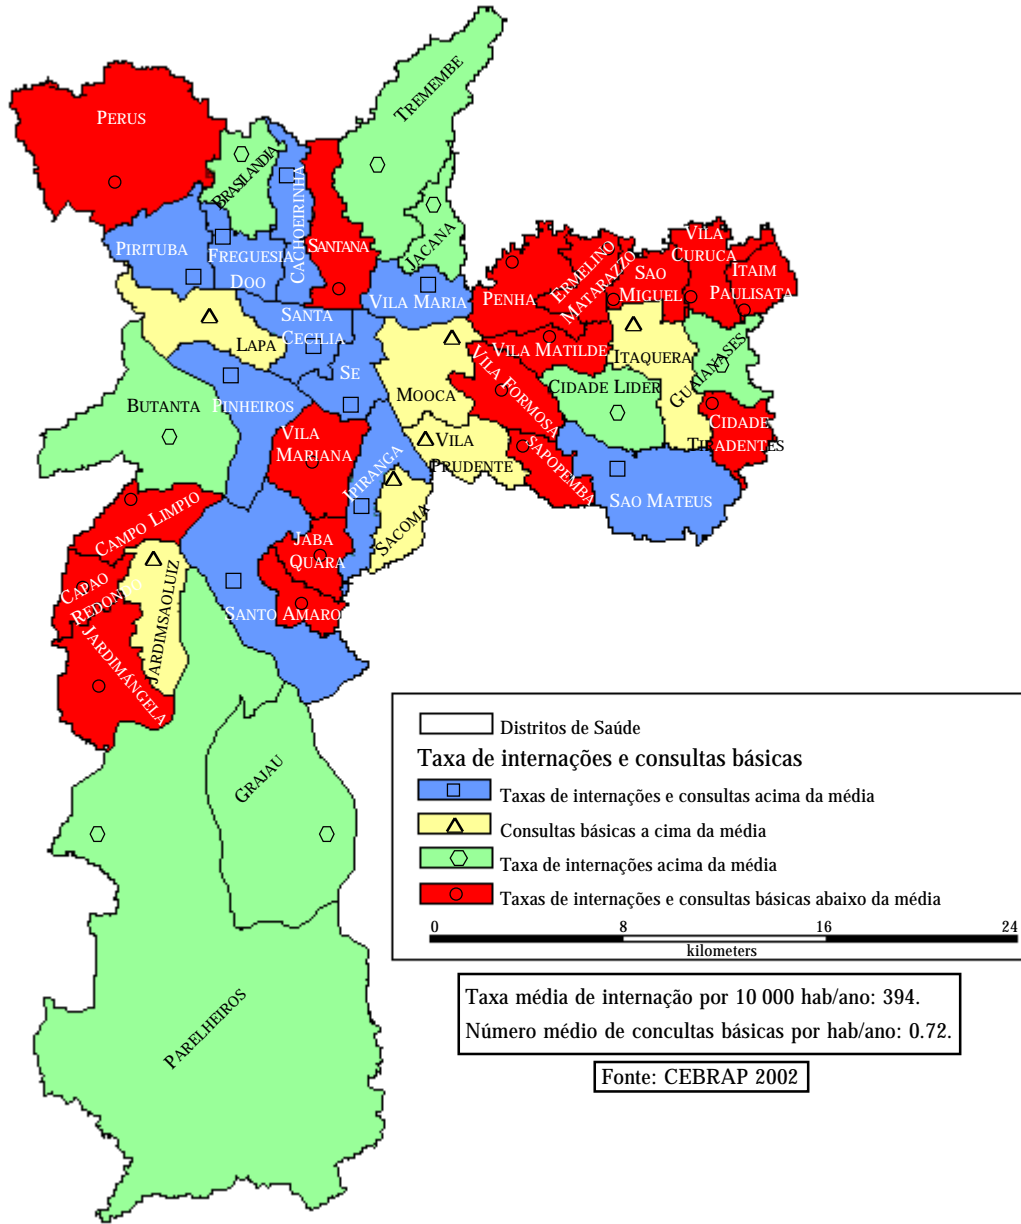 TREMEMBE
PERUS
BRASILANDIA
CACHOEIRINHA
SANTANA
JACANA
PIRITUBA
FREGUESIA
DOO
VILA MARIA
PENHA
ERMELINO
MATARAZZO
SAO
MIGUEL
VILA
CURUCA
ITAIM
PAULISATA
SANTA
CECILIA
LAPA
SE
MOOCA
VILA MATILDE
VILA FORMOSA
ITAQUERA
GUAIANASES
CIDADE LIDER
CIDADE
TIRADENTES
BUTANTA
PINHEIROS
VILA
MARIANA
IPIRANGA
VILA
PRUDENTE
SAPOPEMBA
SAO MATEUS
CAMPO LIMPIO
JABA
QUARA
SACOMA
CAPAO
REDONDO
JARDIMSAOLUIZ
SANTO AMARO
JARDIMÁNGELA
GRAJAU
PARELHEIROS
Distritos de Saúde
Taxa de internações e consultas básicas
Taxas de internações e consultas acima da média
Consultas básicas a cima da média
Taxa de internações acima da média
Taxas de internações e consultas básicas abaixo da média
0 8 16 24
kilometers
Taxa média de internação por 10 000 hab/ano: 394.
Número médio de concultas básicas por hab/ano: 0.72.
Fonte: CEBRAP 2002